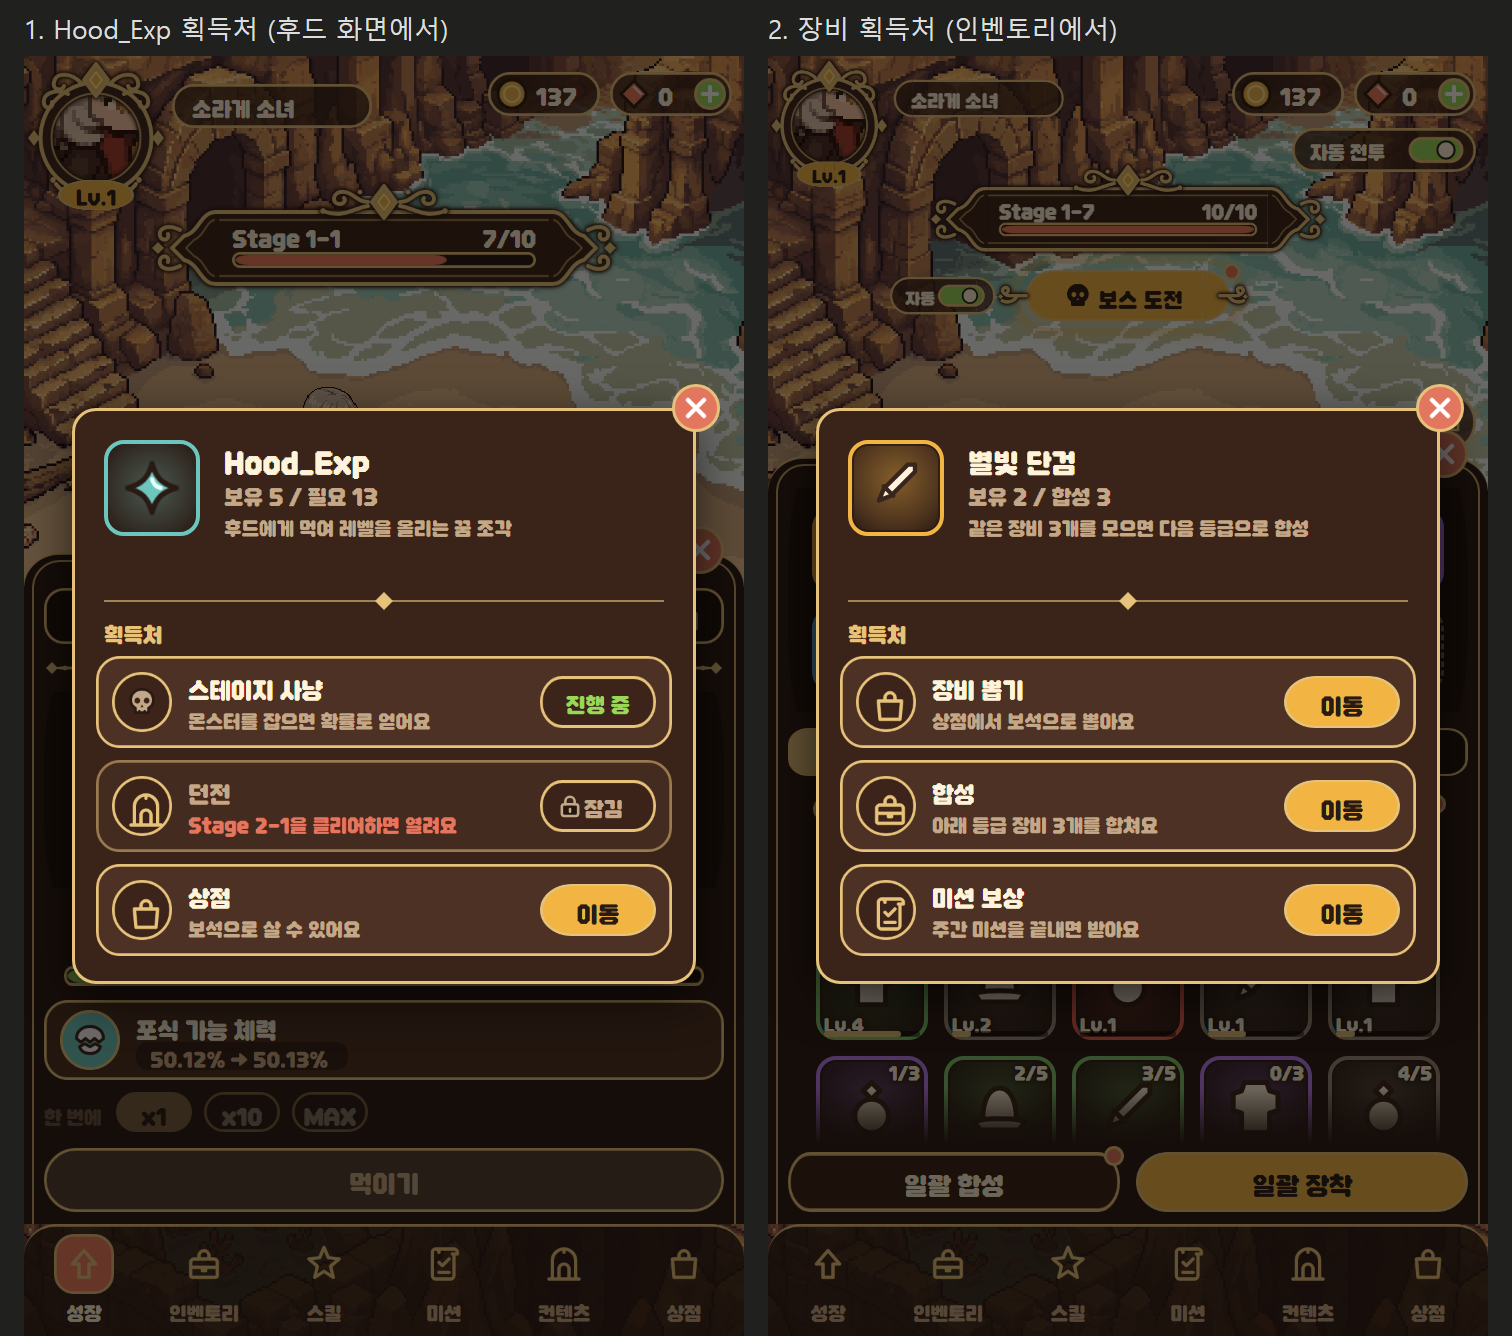 1. Hood_Exp 획득처 (후드 화면에서)
소라게 소녀
137
0
Lv.1
Stage 1-1
7/10
Hood_Exp
보유 5 / 필요 13
후드에게 먹여 레벨을 올리는 꿈 조각
획득처
스테이지 사냥
몬스터를 잡으면 확률로 얻어요
진행 중
던전
Stage 2-1을 클리어하면 열려요
잠김
상점
보석으로 살 수 있어요
이동
포식 가능 체력
50.12% → 50.13%
한 번에
x1
x10
MAX
먹이기
성장
인벤토리
스킬
미션
컨텐츠
상점
2. 장비 획득처 (인벤토리에서)
소라게 소녀
137
0
자동 전투
Lv.1
Stage 1-7
10/10
자동
보스 도전
별빛 단검
보유 2 / 합성 3
같은 장비 3개를 모으면 다음 등급으로 합성
획득처
장비 뽑기
상점에서 보석으로 뽑아요
이동
합성
아래 등급 장비 3개를 합쳐요
이동
미션 보상
주간 미션을 끝내면 받아요
이동
Lv.4
Lv.2
Lv.1
Lv.1
Lv.1
1/3
2/5
3/5
0/3
4/5
일괄 합성
일괄 장착
성장
인벤토리
스킬
미션
컨텐츠
상점